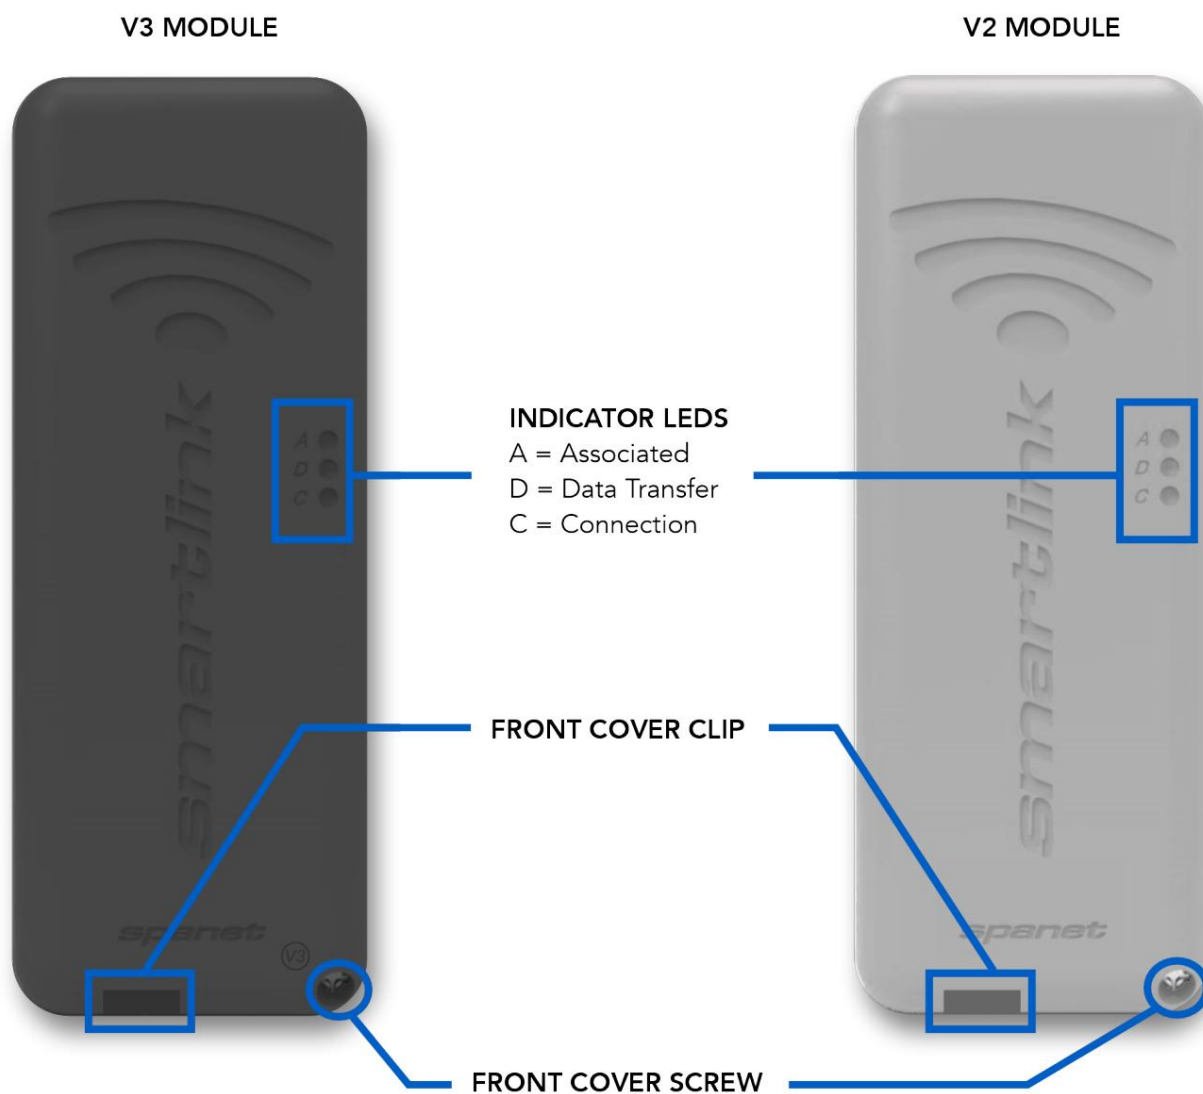 V3 MODULE
V2 MODULE
smartlink
A
D
C
INDICATOR LEDS
A = Associated
D = Data Transfer
C = Connection
smartlink
A
D
C
FRONT COVER CLIP
spanet
V3
spanet
FRONT COVER SCREW